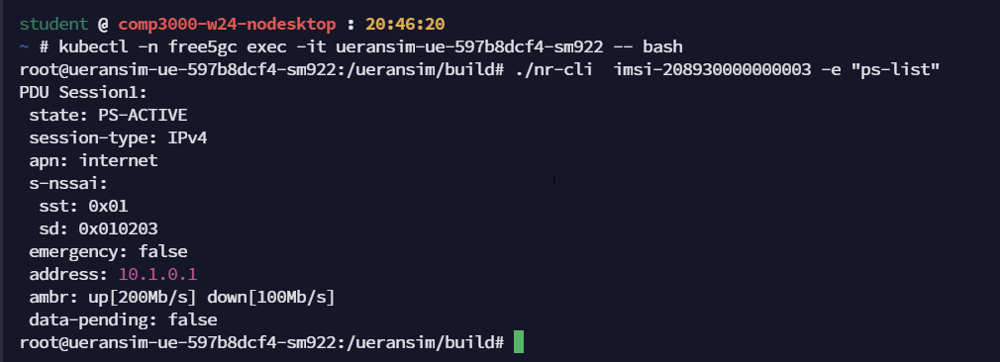 student @ comp3000-w24-nodesktop : 20:46:20
~ # kubectl -n free5gc exec -it ueransim-ue-597b8dcf4-sm922 -- bash
root@ueransim-ue-597b8dcf4-sm922:/ueransim/build# ./nr-cli  imsi-208930000000003 -e "ps-list"
PDU Session1:
 state: PS-ACTIVE
 session-type: IPv4
 apn: internet
 s-nssai:
  sst: 0x01
  sd: 0x010203
 emergency: false
 address: 10.1.0.1
 ambr: up[200Mb/s] down[100Mb/s]
 data-pending: false
root@ueransim-ue-597b8dcf4-sm922:/ueransim/build#